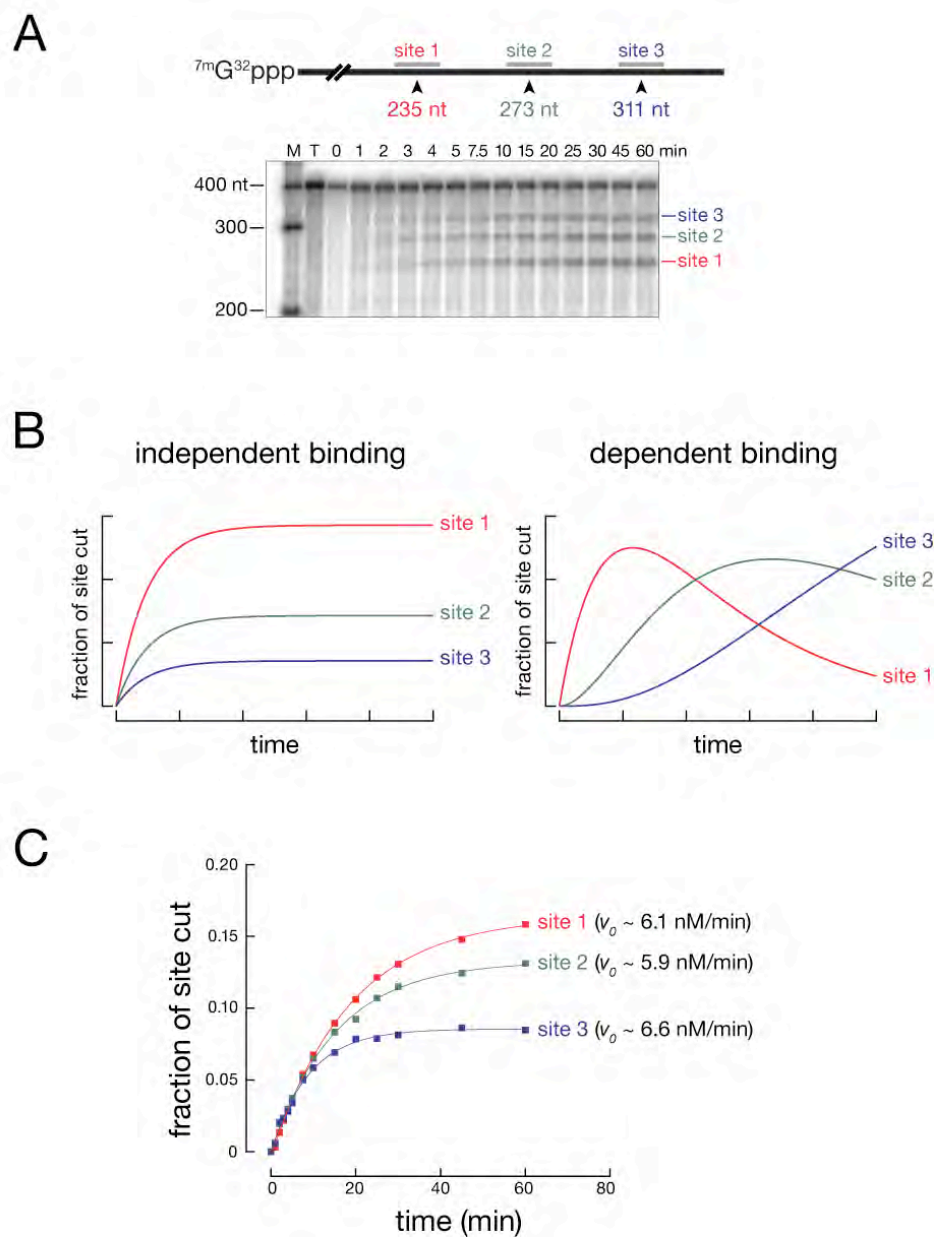 A
site 1 site 2 site 3
7mG32ppp
235 nt 273 nt 311 nt
M T 0 1 2 3 4 5 7.5 10 15 20 25 30 45 60 min
400 nt
300
200
site 3
site 2
site 1
B
independent binding
fraction of site cut
site 1
site 2
site 3
time
dependent binding
fraction of site cut
site 3
site 2
site 1
time
C
fraction of site cut
0.20
0.15
0.10
0.05
0
site 1 (v0 ~ 6.1 nM/min)
site 2 (v0 ~ 5.9 nM/min)
site 3 (v0 ~ 6.6 nM/min)
0 20 40 60 80
time (min)